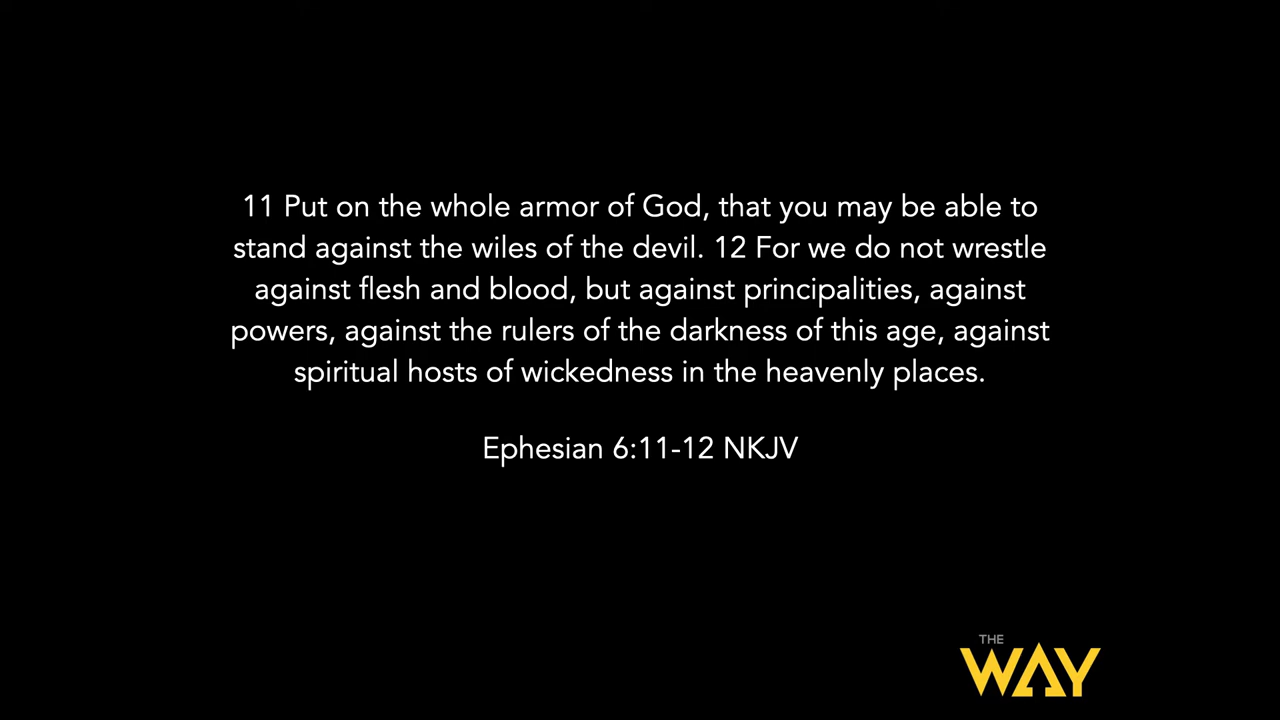 11 Put on the whole armor of God, that you may be able to
stand against the wiles of the devil. 12 For we do not wrestle
against flesh and blood, but against principalities, against
powers, against the rulers of the darkness of this age, against
spiritual hosts of wickedness in the heavenly places.
Ephesian 6:11-12 NKJV
THE
WAY